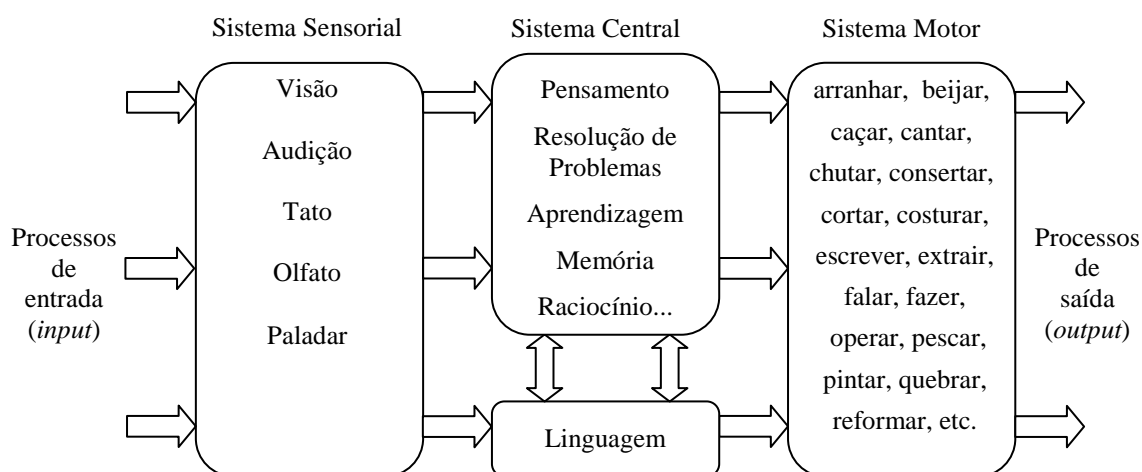 Sistema Sensorial
Sistema Central
Sistema Motor
Processos
de
entrada
(input)
Visão
Audição
Tato
Olfato
Paladar
Pensamento
Resolução de
Problemas
Aprendizagem
Memória
Raciocínio...
Linguagem
arranhar, beijar,
caçar, cantar,
chutar, consertar,
cortar, costurar,
escrever, extrair,
falar, fazer,
operar, pescar,
pintar, quebrar,
reformar, etc.
Processos
de
saída
(output)